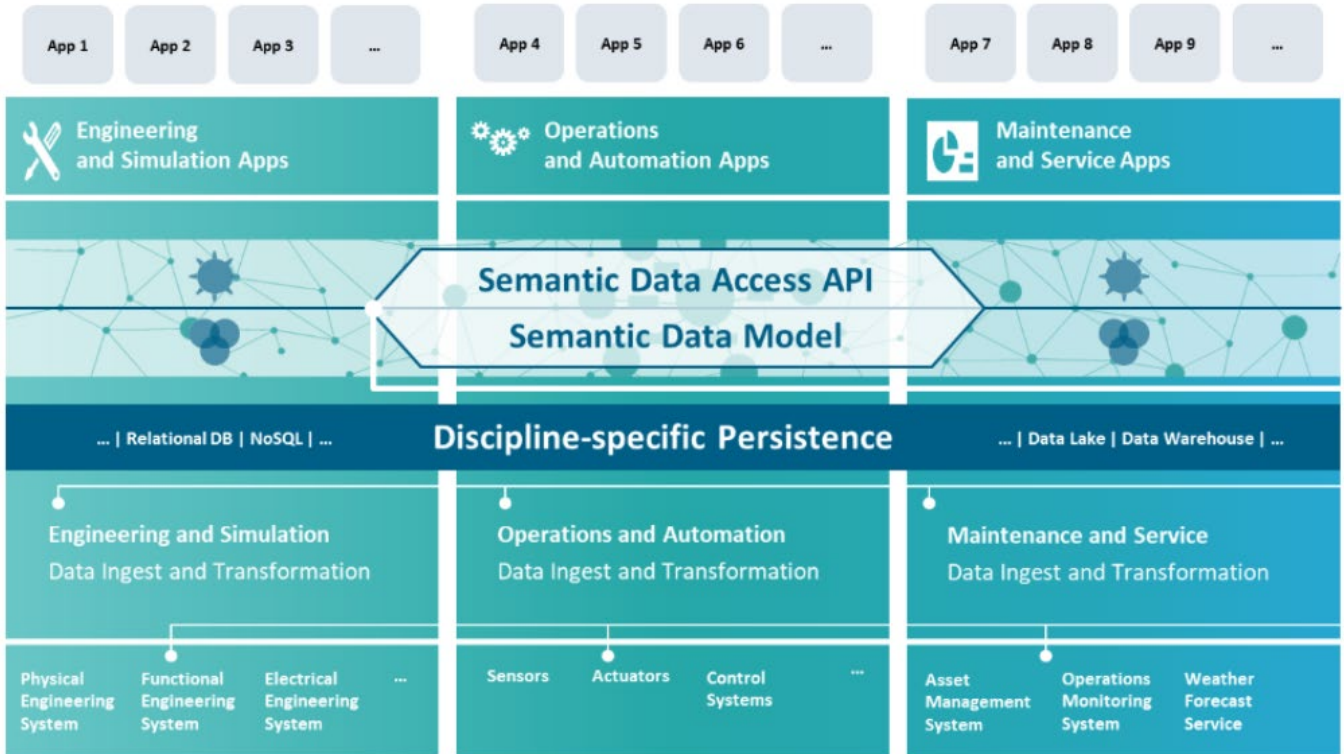 App 1
App 2
App 3
...
App 4
App 5
App 6
...
App 7
App 8
App 9
...
Engineering
and Simulation Apps
Operations
and Automation Apps
Maintenance
and Service Apps
Semantic Data Access API
Semantic Data Model
... | Relational DB | NoSQL | ...
Discipline-specific Persistence
... | Data Lake | Data Warehouse | ...
Engineering and Simulation
Data Ingest and Transformation
Operations and Automation
Data Ingest and Transformation
Maintenance and Service
Data Ingest and Transformation
Physical
Engineering
System
Functional
Engineering
System
Electrical
Engineering
System
...
Sensors
Actuators
Control
Systems
...
Asset
Management
System
Operations
Monitoring
System
Weather
Forecast
Service